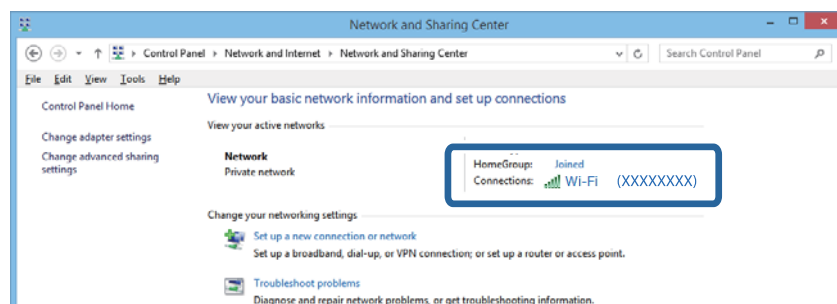 Network and Sharing Center
Control Panel Network and Internet Network and Sharing Center Search Control Panel
File Edit View Tools Help
Control Panel Home
Change adapter settings
Change advanced sharing
settings
View your basic network information and set up connections
View your active networks
Network
Private network
HomeGroup: Joined
Connections: Wi-Fi (XXXXXXXX)
Change your networking settings
Set up a new connection or network
Set up a broadband, dial-up, or VPN connection; or set up a router or access point.
Troubleshoot problems
Diagnose and repair network problems, or get troubleshooting information.